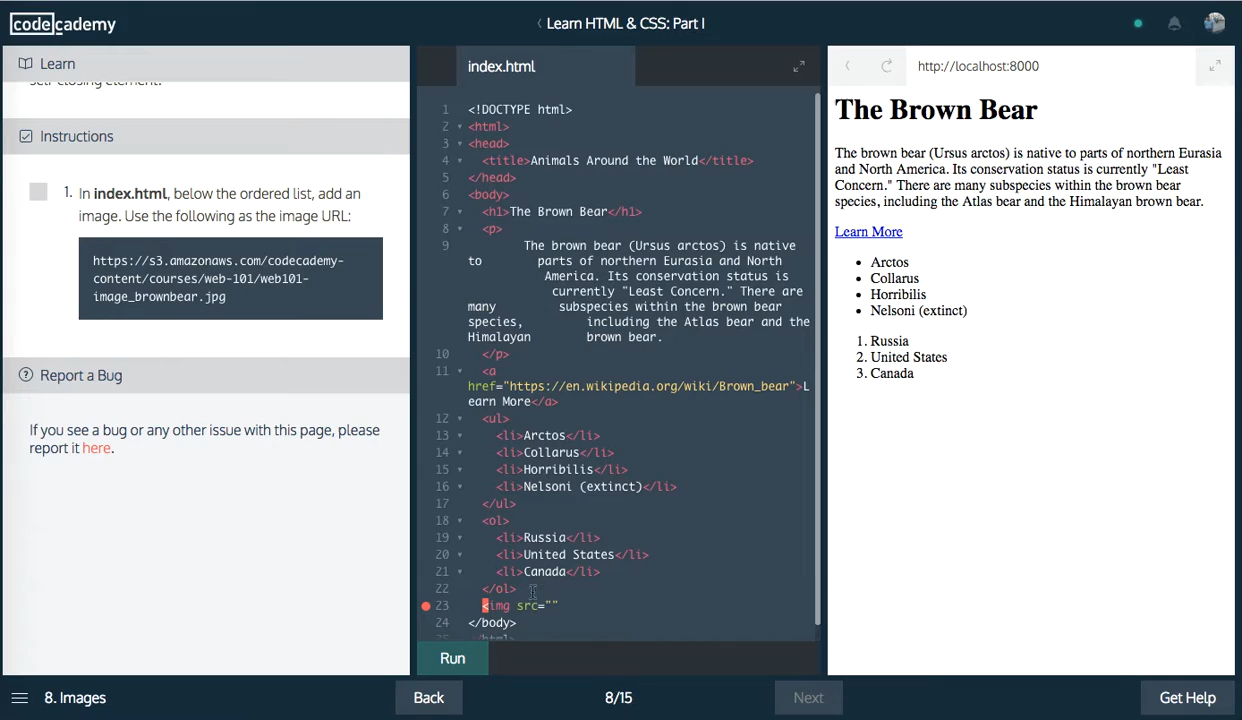 codecademy
Learn HTML & CSS: Part I
Learn
self-closing element.
Instructions
1. In index.html, below the ordered list, add an
image. Use the following as the image URL:
https://s3.amazonaws.com/codecademy-
content/courses/web-101/web101-
image_brownbear.jpg
Report a Bug
If you see a bug or any other issue with this page, please
report it here.
index.html
1 <!DOCTYPE html>
2 <html>
3 <head>
4 <title>Animals Around the World</title>
5 </head>
6 <body>
7 <h1>The Brown Bear</h1>
8 <p>
9 The brown bear (Ursus arctos) is native
to parts of northern Eurasia and North
America. Its conservation status is
currently "Least Concern." There are
many subspecies within the brown bear
species, including the Atlas bear and the
Himalayan brown bear.
10 </p>
11 <a
href="https://en.wikipedia.org/wiki/Brown_bear">L
earn More</a>
12 <ul>
13 <li>Arctos</li>
14 <li>Collarus</li>
15 <li>Horribilis</li>
16 <li>Nelsoni (extinct)</li>
17 </ul>
18 <ol>
19 <li>Russia</li>
20 <li>United States</li>
21 <li>Canada</li>
22 </ol>
23 <img src=""
24 </body>
25 </html>
Run
http://localhost:8000
The Brown Bear
The brown bear (Ursus arctos) is native to parts of northern Eurasia
and North America. Its conservation status is currently "Least
Concern." There are many subspecies within the brown bear
species, including the Atlas bear and the Himalayan brown bear.
Learn More
• Arctos
• Collarus
• Horribilis
• Nelsoni (extinct)
1. Russia
2. United States
3. Canada
8. Images
Back
8/15
Next
Get Help